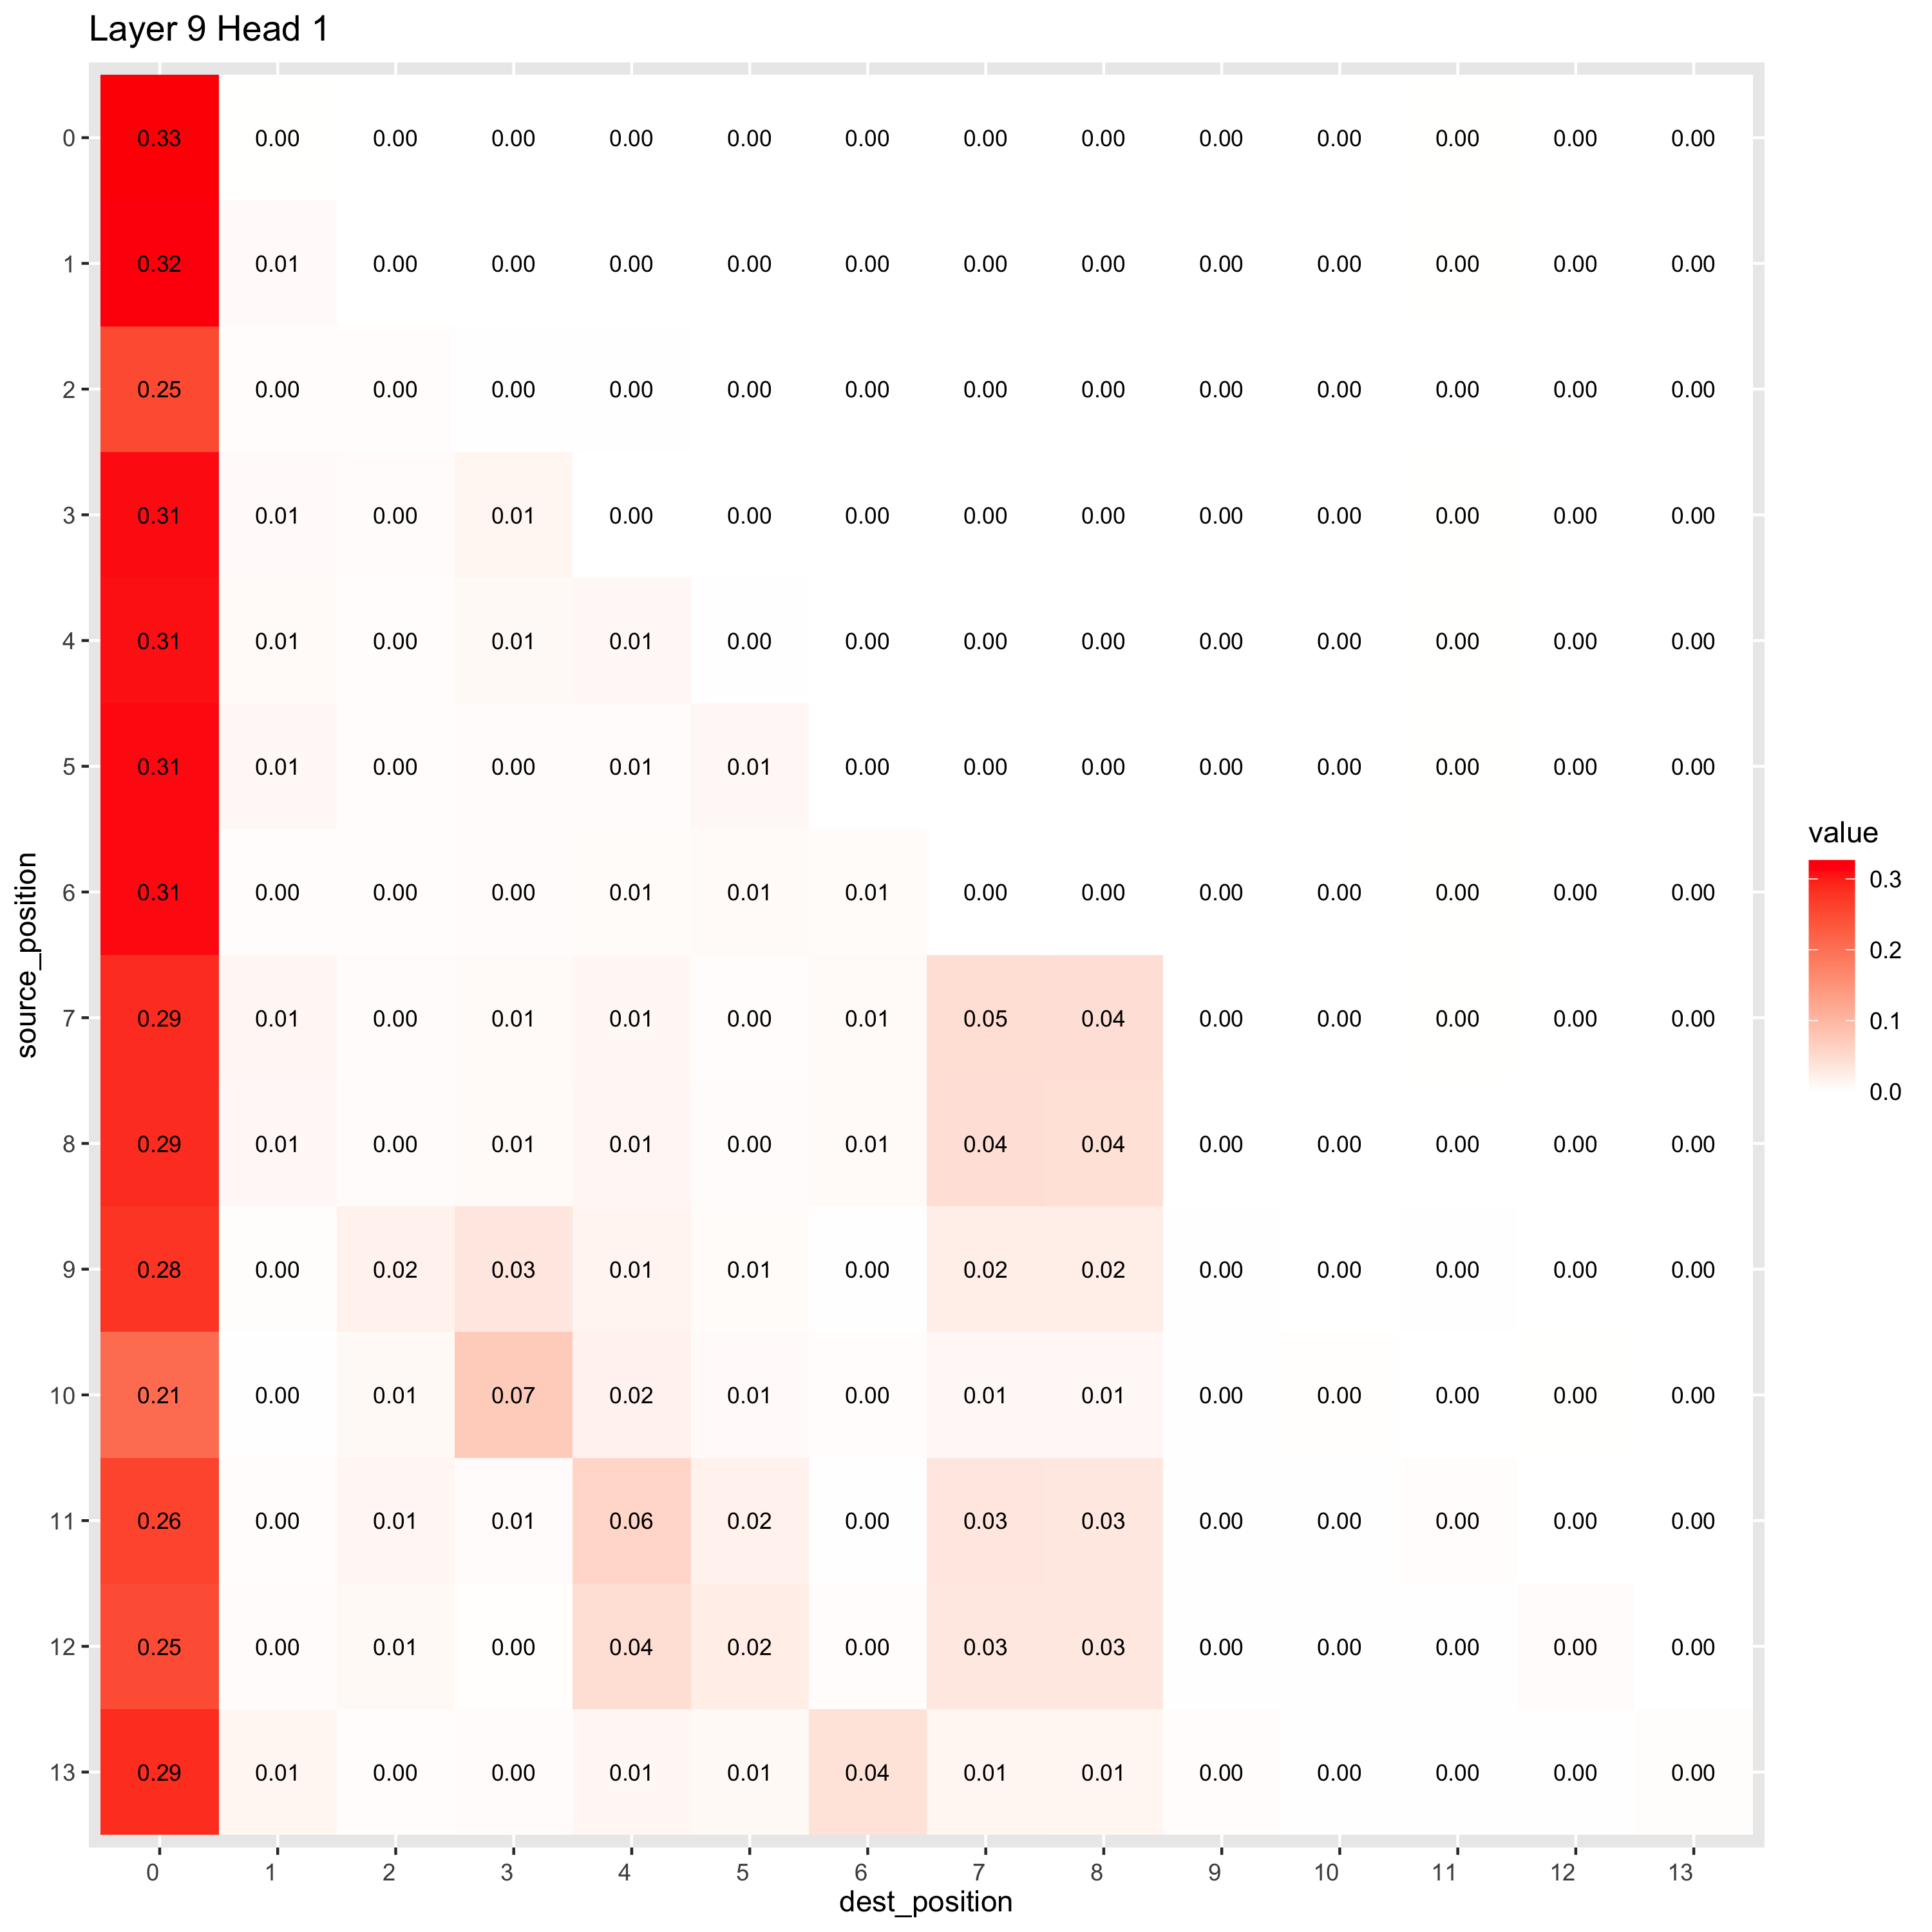 Layer 9 Head 1
0 0.33 0.00 0.00 0.00 0.00 0.00 0.00 0.00 0.00 0.00 0.00 0.00 0.00 0.00
1 0.32 0.01 0.00 0.00 0.00 0.00 0.00 0.00 0.00 0.00 0.00 0.00 0.00 0.00
2 0.25 0.00 0.00 0.00 0.00 0.00 0.00 0.00 0.00 0.00 0.00 0.00 0.00 0.00
3 0.31 0.01 0.00 0.01 0.00 0.00 0.00 0.00 0.00 0.00 0.00 0.00 0.00 0.00
4 0.31 0.01 0.00 0.01 0.01 0.00 0.00 0.00 0.00 0.00 0.00 0.00 0.00 0.00
5 0.31 0.01 0.00 0.00 0.01 0.01 0.00 0.00 0.00 0.00 0.00 0.00 0.00 0.00
6 0.31 0.00 0.00 0.00 0.01 0.01 0.01 0.00 0.00 0.00 0.00 0.00 0.00 0.00
7 0.29 0.01 0.00 0.01 0.01 0.00 0.01 0.05 0.04 0.00 0.00 0.00 0.00 0.00
8 0.29 0.01 0.00 0.01 0.01 0.00 0.01 0.04 0.04 0.00 0.00 0.00 0.00 0.00
9 0.28 0.00 0.02 0.03 0.01 0.01 0.00 0.02 0.02 0.00 0.00 0.00 0.00 0.00
10 0.21 0.00 0.01 0.07 0.02 0.01 0.00 0.01 0.01 0.00 0.00 0.00 0.00 0.00
11 0.26 0.00 0.01 0.01 0.06 0.02 0.00 0.03 0.03 0.00 0.00 0.00 0.00 0.00
12 0.25 0.00 0.01 0.00 0.04 0.02 0.00 0.03 0.03 0.00 0.00 0.00 0.00 0.00
13 0.29 0.01 0.00 0.00 0.01 0.01 0.04 0.01 0.01 0.00 0.00 0.00 0.00 0.00
0 1 2 3 4 5 6 7 8 9 10 11 12 13
dest_position
source_position
value
0.3
0.2
0.1
0.0